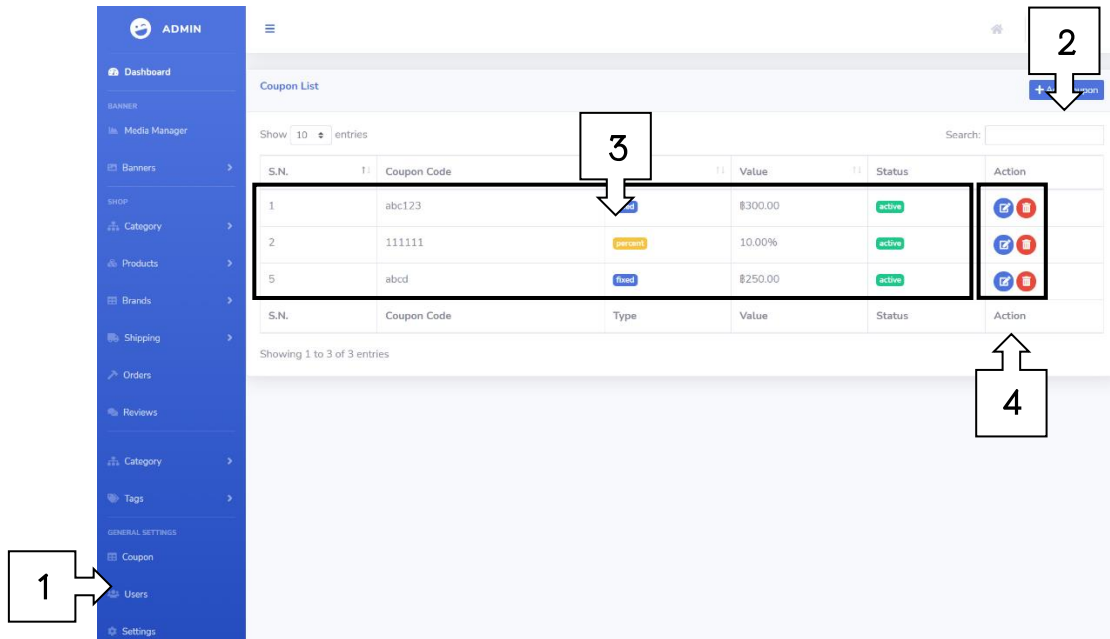 ADMIN
2
Dashboard
Coupon List
BANNER
Media Manager
Show 10 entries
Search:
3
Banners
S.N. Coupon Code Value Status Action
SHOP
1 abc123 ฿300.00 active
Category
2 111111 percent 10.00% active
Products
5 abcd fixed ฿250.00 active
Brands
S.N. Coupon Code Type Value Status Action
Shipping
Showing 1 to 3 of 3 entries
Orders
4
Reviews
Category
Tags
GENERAL SETTINGS
Coupon
1
Users
Settings